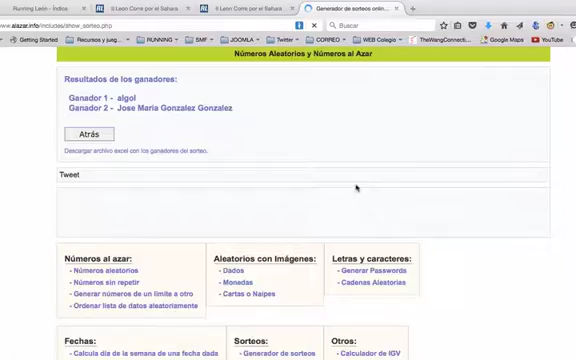 Running León - Índice
II Leon Corre por el Sahara
II Leon Corre por el Sahara
Generador de sorteos onlin...
www.alazar.info/includes/show_sorteo.php
Buscar
Getting Started
Recursos y jueg...
RUNNING
SMF
JOOMLA
Twitter
CORREO
WEB Colegio
TheWangConnecti...
Google Maps
YouTube
Números Aleatorios y Números al Azar
Resultados de los ganadores:
Ganador 1 - algol
Ganador 2 - Jose Maria Gonzalez Gonzalez
Atrás
Descargar archivo excel con los ganadores del sorteo.
Tweet
Números al azar:
- Números aleatorios
- Números sin repetir
- Generar números de un limite a otro
- Ordenar lista de datos aleatoriamente
Aleatorios con Imágenes:
- Dados
- Monedas
- Cartas o Naipes
Letras y caracteres:
- Generar Passwords
- Cadenas Aleatorias
Fechas:
- Calcula día de la semana de una fecha dada
Sorteos:
- Generador de sorteos
Otros:
- Calculador de IGV